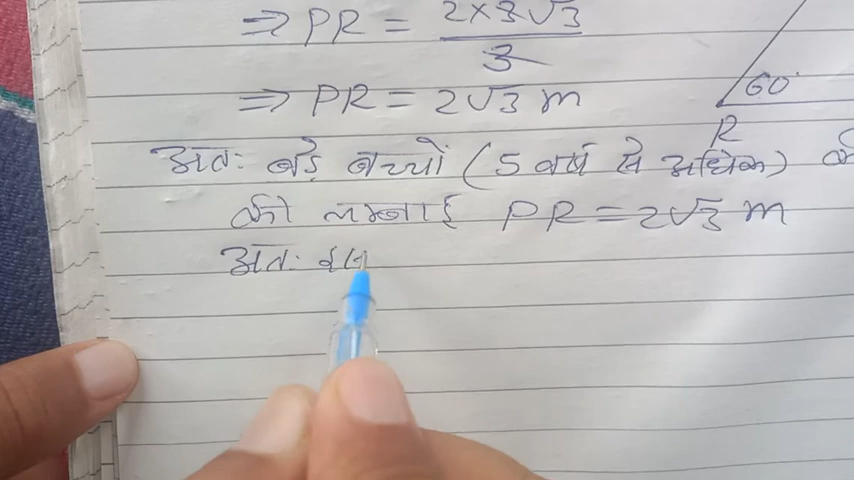 ⇒ PR = 2×3√3 / 3
60°
⇒ PR = 2√3 m
R
अतः बड़े बच्चों (5 वर्ष से अधिक)
की लम्बाई PR = 2√3 m
अतः